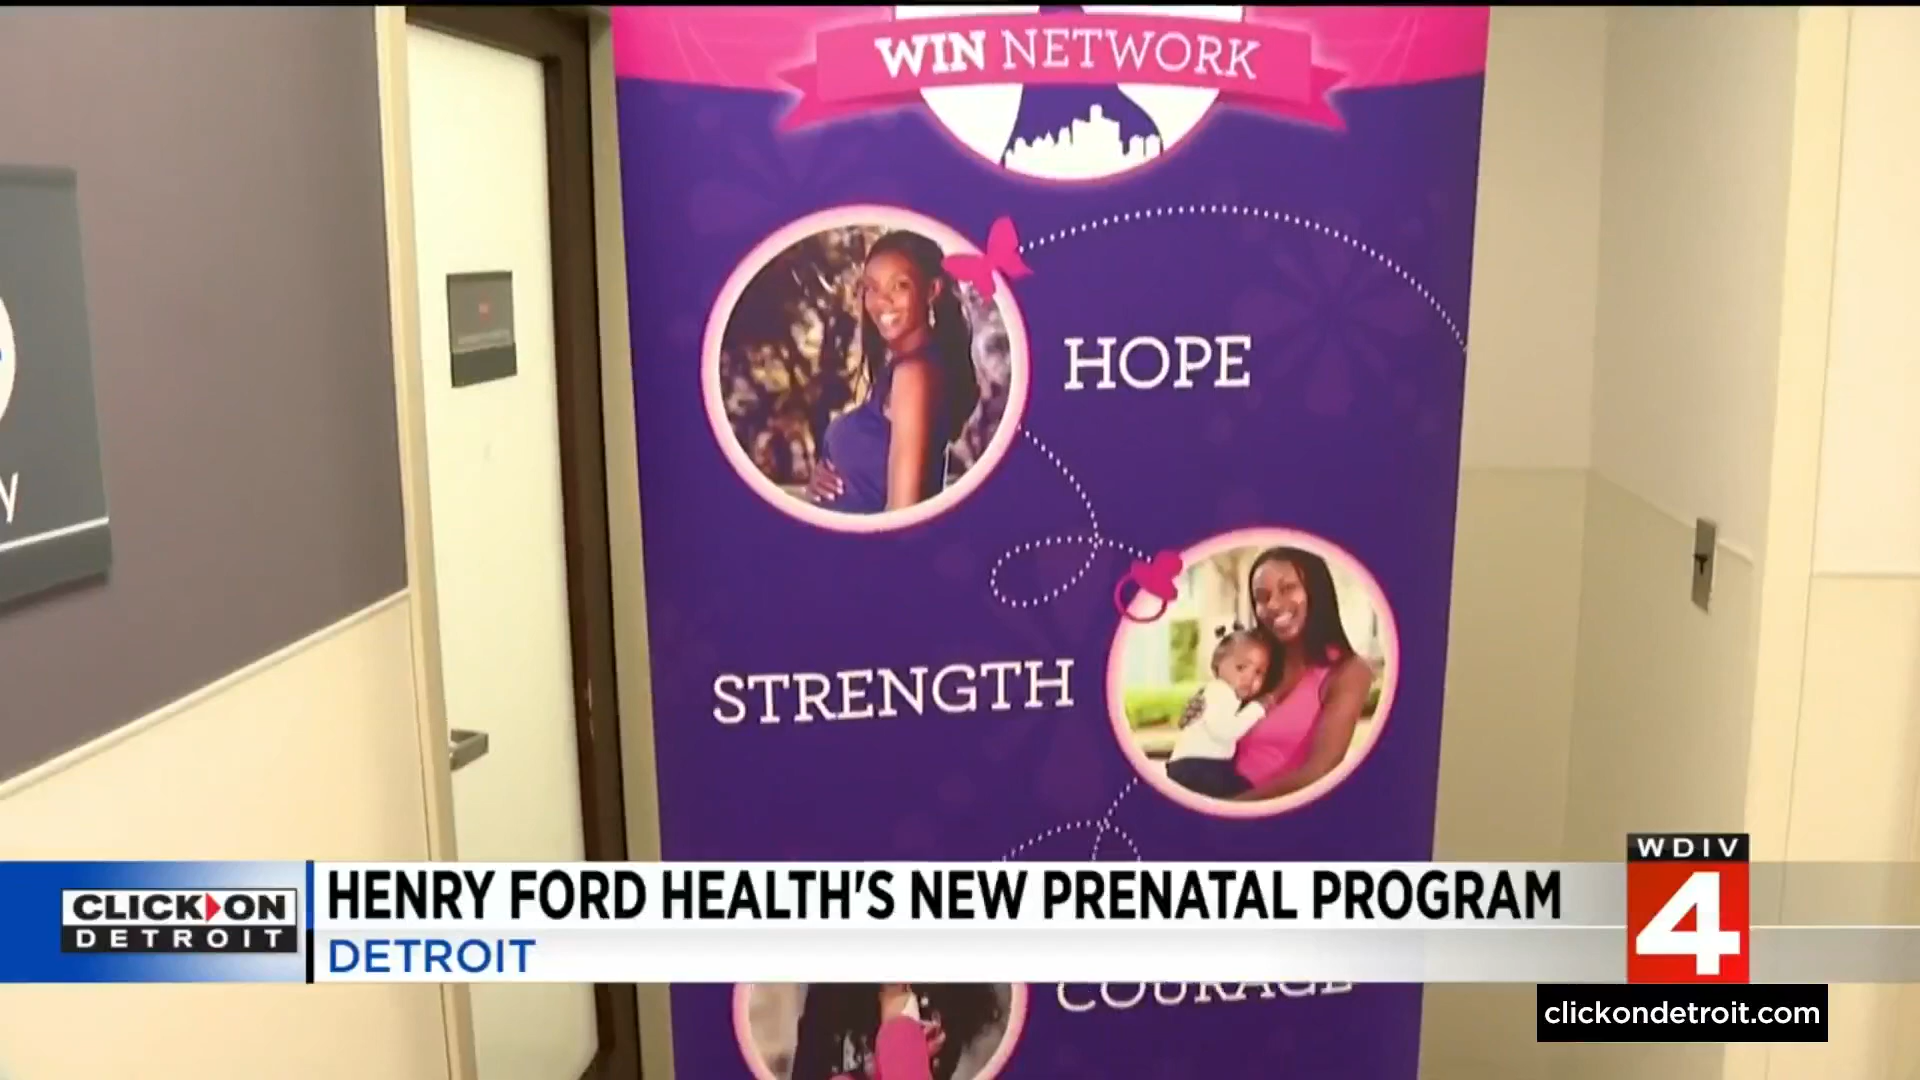 WIN NETWORK
HOPE
STRENGTH
COURAGE
HENRY FORD HEALTH'S NEW PRENATAL PROGRAM
DETROIT
CLICK ON
DETROIT
WDIV
4
clickondetroit.com